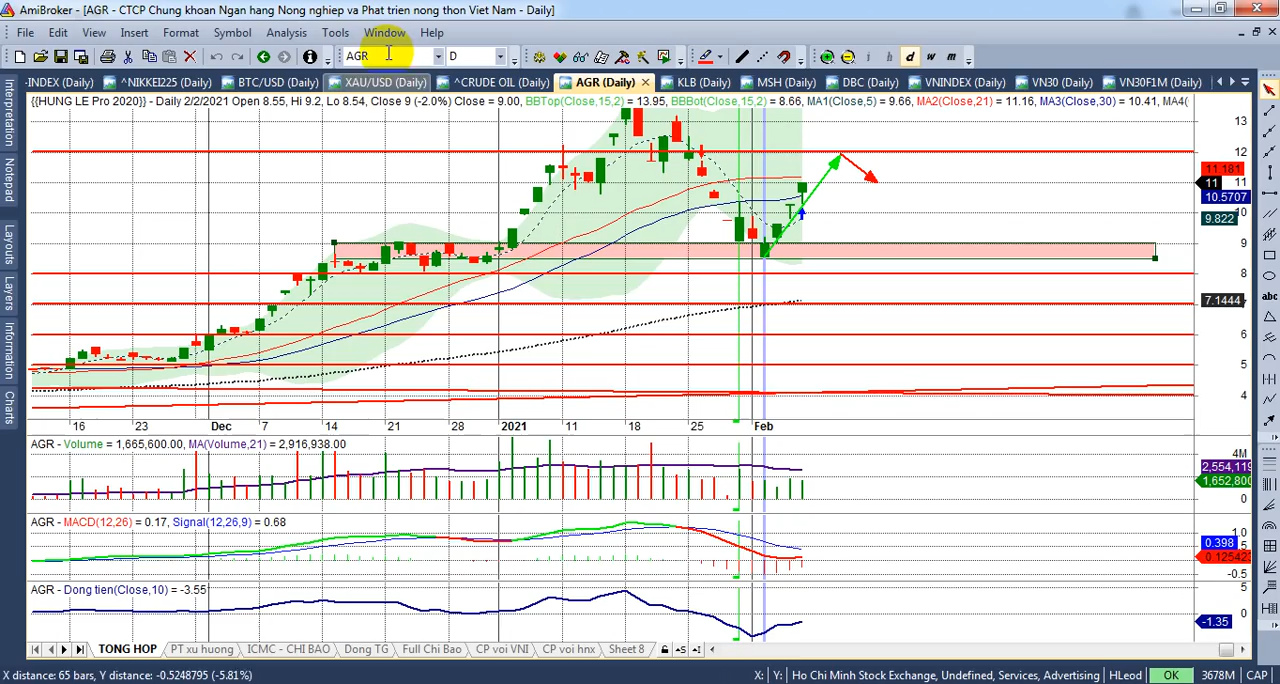 AmiBroker - [AGR - CTCP Chung khoan Ngan hang Nong nghiep va Phat trien nong thon Viet Nam - Daily]
File Edit View Insert Format Symbol Analysis Tools Window Help
AGR D d w m
-INDEX (Daily) ^NIKKEI225 (Daily) BTC/USD (Daily) XAU/USD (Daily) ^CRUDE OIL (Daily) AGR (Daily) KLB (Daily) MSH (Daily) DBC (Daily) VNINDEX (Daily) VN30 (Daily) VN30F1M (Daily)
{{HUNG LE Pro 2020}} - Daily 2/2/2021 Open 8.55, Hi 9.2, Lo 8.54, Close 9 (-2.0%) Close = 9.00, BBTop(Close,15,2) = 13.95, BBBot(Close,15,2) = 8.66, MA1(Close,5) = 9.66, MA2(Close,21) = 11.16, MA3(Close,30) = 10.41, MA4(
Interpretation
Notepad
Layouts
Layers
Information
Charts
13
12
11.181
11 11
10.5707
10
9.822
9
8
7.1444
6
5
4
abc
16 23 Dec 7 14 21 28 2021 11 18 25 Feb
AGR - Volume = 1,665,600.00, MA(Volume,21) = 2,916,938.00
4M
2,554,119
1,652,800
0
AGR - MACD(12,26) = 0.17, Signal(12,26,9) = 0.68
1.0
0.398
0.125423
-0.5
AGR - Dong tien(Close,10) = -3.55
5
0
-1.35
TONG HOP PT xu huong ICMC - CHI BAO Dong TG Full Chi Bao CP voi VNI CP voi hnx Sheet 8
X distance: 65 bars, Y distance: -0.5248795 (-5.81%) X: Y: Ho Chi Minh Stock Exchange, Undefined, Services, Advertising HLeod OK 3678M CAP